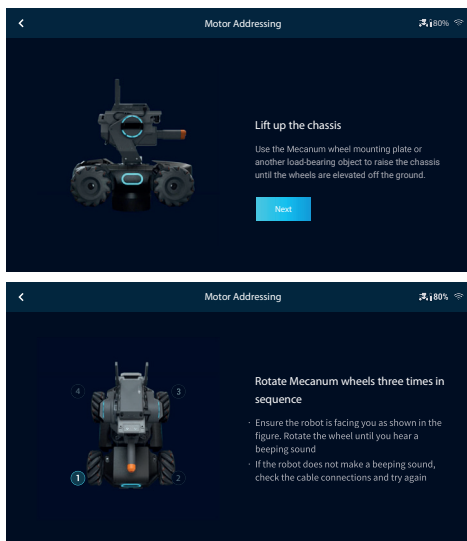 Motor Addressing
80%
Lift up the chassis
Use the Mecanum wheel mounting plate or
another load-bearing object to raise the chassis
until the wheels are elevated off the ground.
Next
Motor Addressing
80%
4
3
1
2
Rotate Mecanum wheels three times in
sequence
· Ensure the robot is facing you as shown in the
figure. Rotate the wheel until you hear a
beeping sound
· If the robot does not make a beeping sound,
check the cable connections and try again